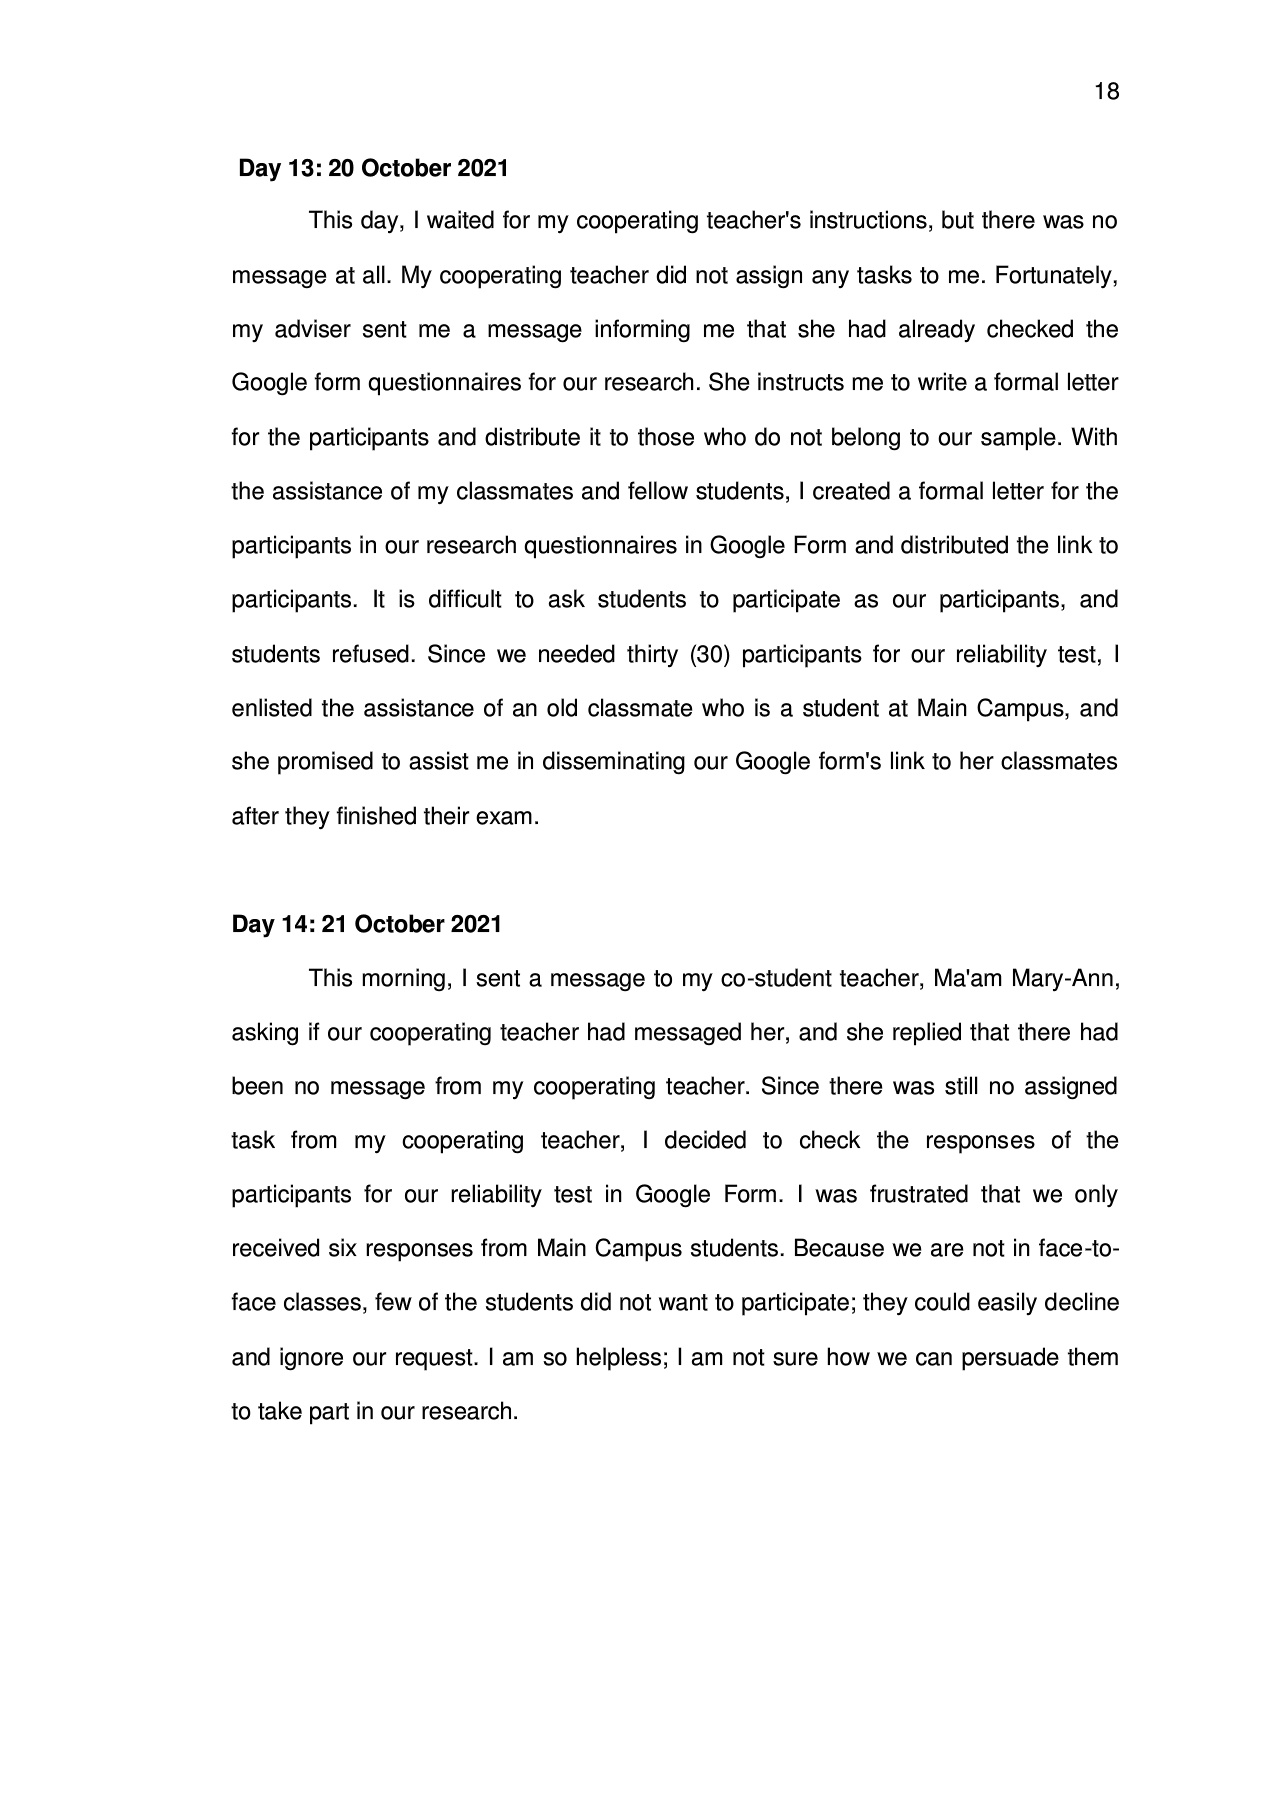 18
Day 13: 20 October 2021
This day, I waited for my cooperating teacher's instructions, but there was no
message at all. My cooperating teacher did not assign any tasks to me. Fortunately,
my adviser sent me a message informing me that she had already checked the
Google form questionnaires for our research. She instructs me to write a formal letter
for the participants and distribute it to those who do not belong to our sample. With
the assistance of my classmates and fellow students, I created a formal letter for the
participants in our research questionnaires in Google Form and distributed the link to
participants. It is difficult to ask students to participate as our participants, and
students refused. Since we needed thirty (30) participants for our reliability test, I
enlisted the assistance of an old classmate who is a student at Main Campus, and
she promised to assist me in disseminating our Google form's link to her classmates
after they finished their exam.
Day 14: 21 October 2021
This morning, I sent a message to my co-student teacher, Ma'am Mary-Ann,
asking if our cooperating teacher had messaged her, and she replied that there had
been no message from my cooperating teacher. Since there was still no assigned
task from my cooperating teacher, I decided to check the responses of the
participants for our reliability test in Google Form. I was frustrated that we only
received six responses from Main Campus students. Because we are not in face-to-
face classes, few of the students did not want to participate; they could easily decline
and ignore our request. I am so helpless; I am not sure how we can persuade them
to take part in our research.